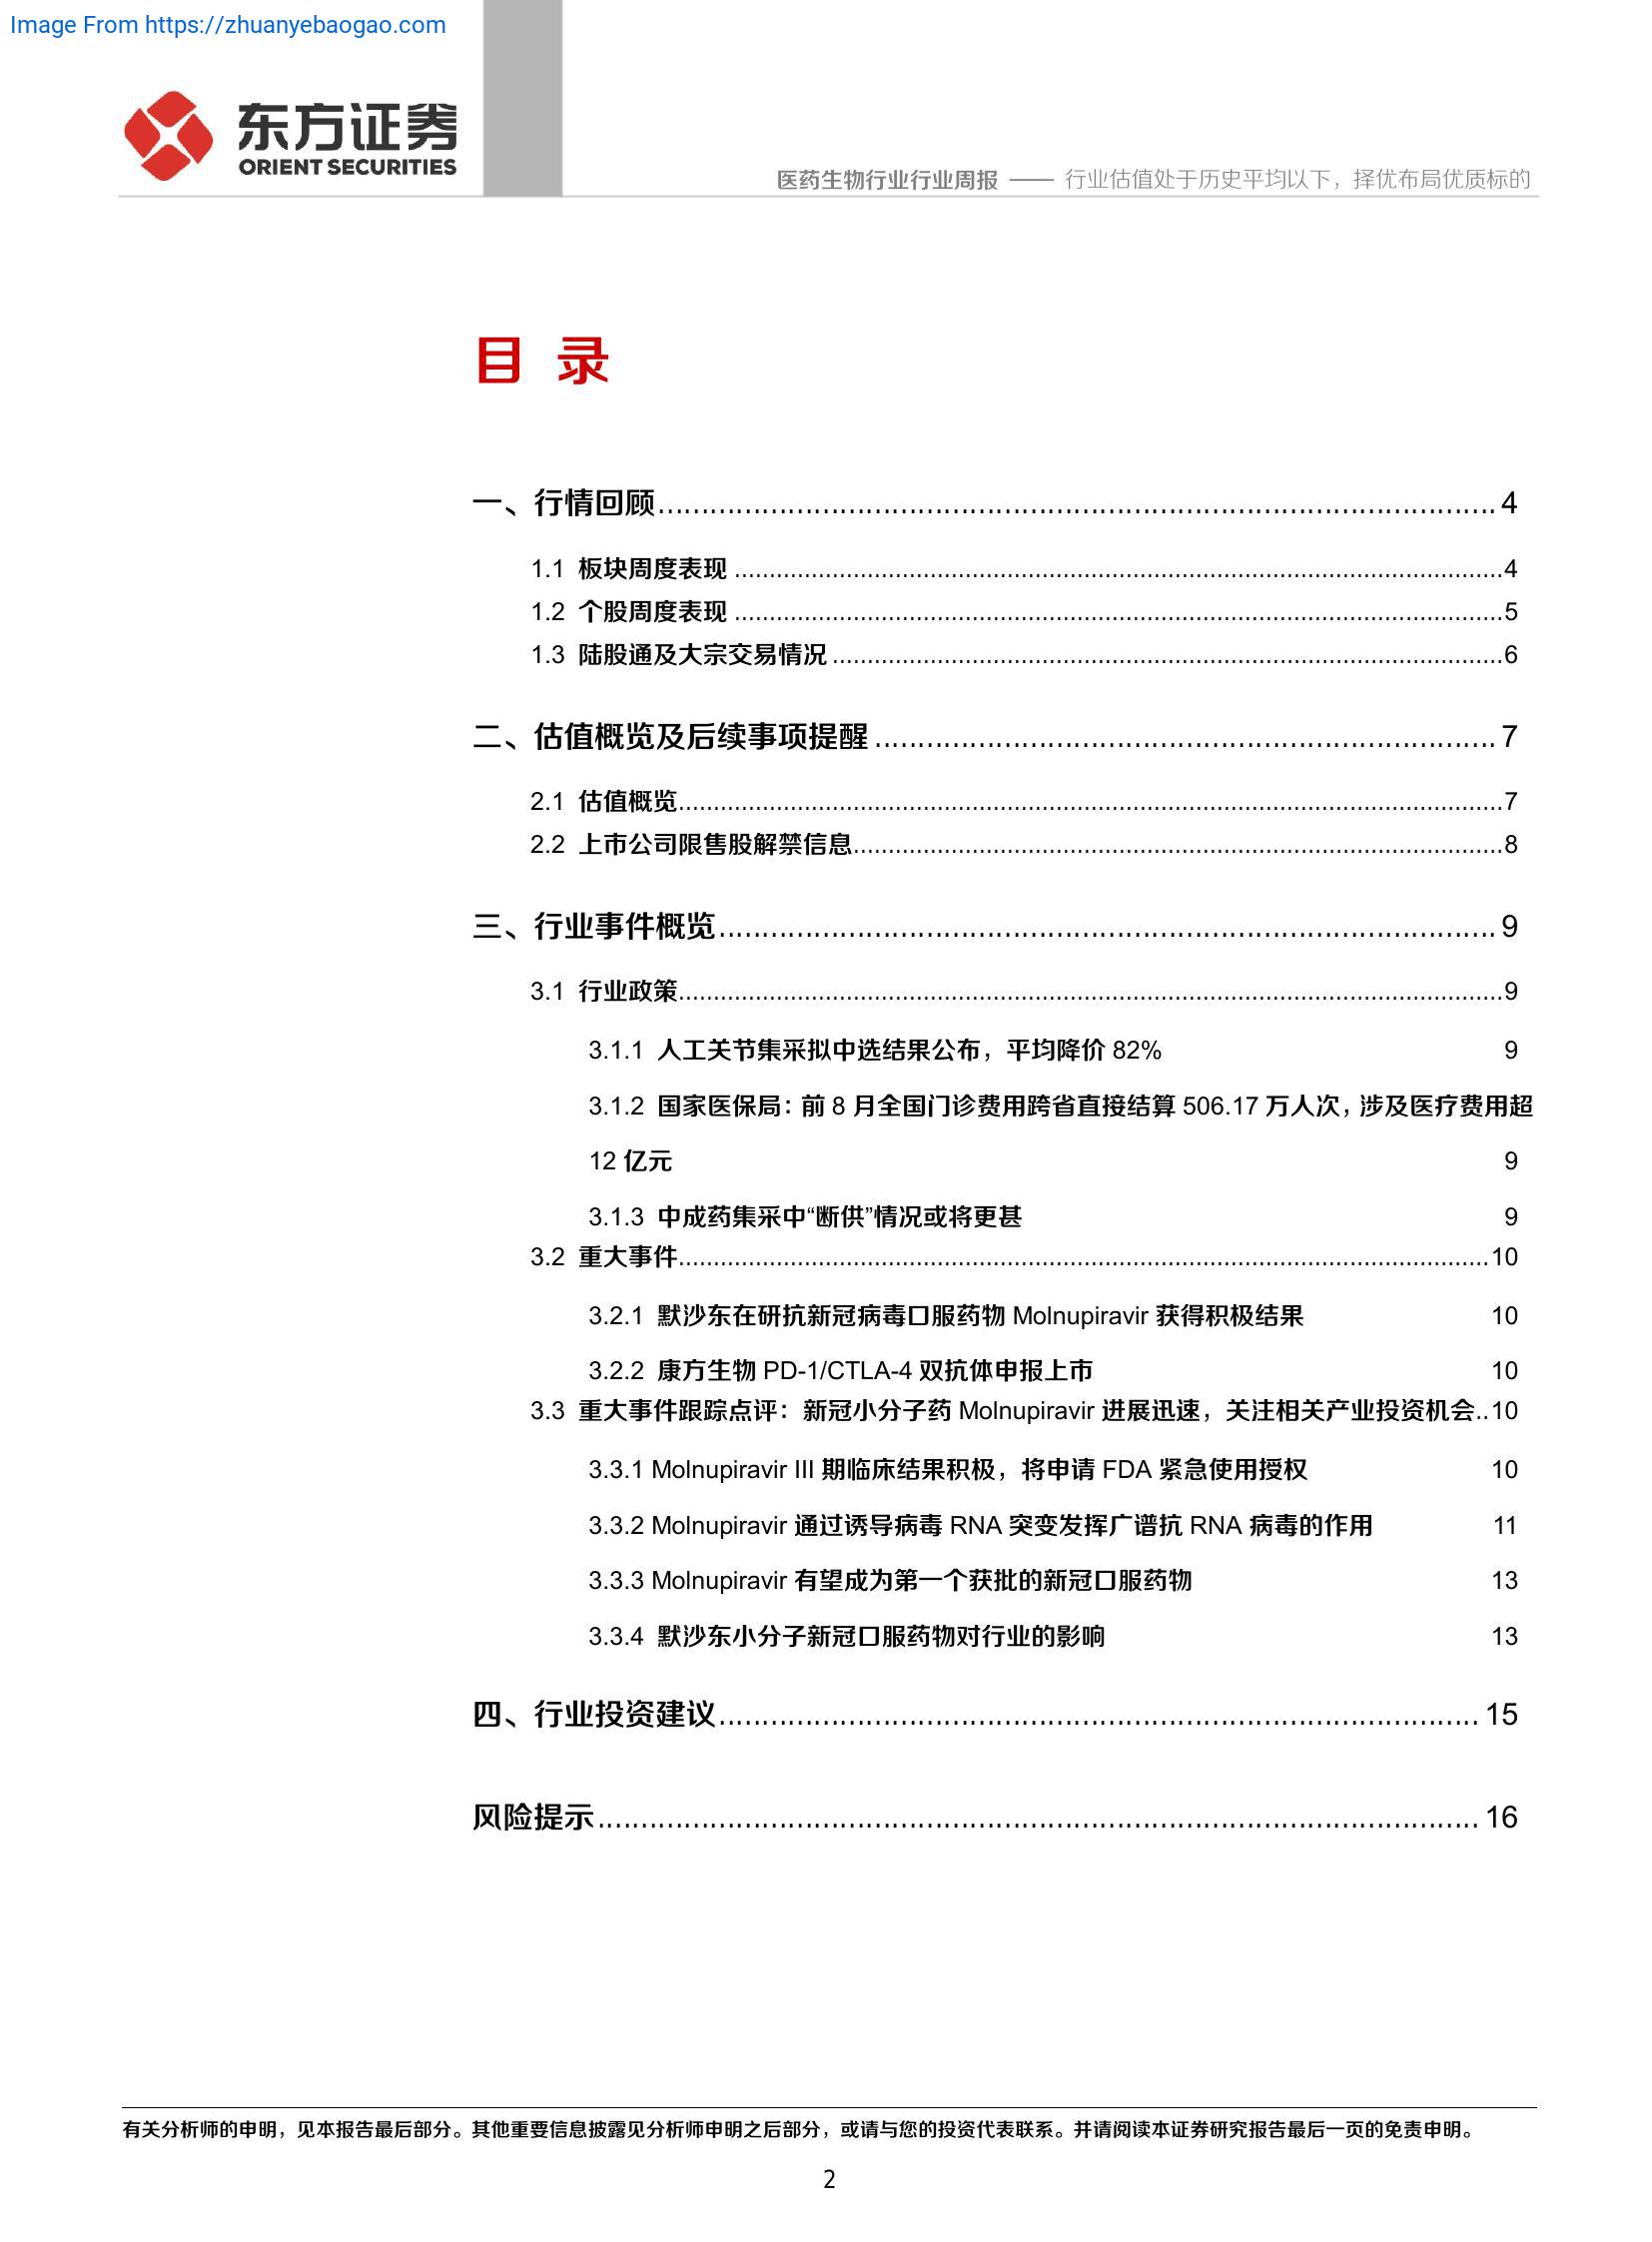 Image From https://zhuanyebaogao.com
东方证券
ORIENT SECURITIES
医药生物行业行业周报 —— 行业估值处于历史平均以下，择优布局优质标的
目 录
一、行情回顾 4
1.1 板块周度表现 4
1.2 个股周度表现 5
1.3 陆股通及大宗交易情况 6
二、估值概览及后续事项提醒 7
2.1 估值概览 7
2.2 上市公司限售股解禁信息 8
三、行业事件概览 9
3.1 行业政策 9
3.1.1 人工关节集采拟中选结果公布，平均降价 82% 9
3.1.2 国家医保局：前 8 月全国门诊费用跨省直接结算 506.17 万人次，涉及医疗费用超
12 亿元 9
3.1.3 中成药集采中“断供”情况或将更甚 9
3.2 重大事件 10
3.2.1 默沙东在研抗新冠病毒口服药物 Molnupiravir 获得积极结果 10
3.2.2 康方生物 PD-1/CTLA-4 双抗体申报上市 10
3.3 重大事件跟踪点评：新冠小分子药 Molnupiravir 进展迅速，关注相关产业投资机会..10
3.3.1 Molnupiravir III 期临床结果积极，将申请 FDA 紧急使用授权 10
3.3.2 Molnupiravir 通过诱导病毒 RNA 突变发挥广谱抗 RNA 病毒的作用 11
3.3.3 Molnupiravir 有望成为第一个获批的新冠口服药物 13
3.3.4 默沙东小分子新冠口服药物对行业的影响 13
四、行业投资建议 15
风险提示 16
有关分析师的申明，见本报告最后部分。其他重要信息披露见分析师申明之后部分，或请与您的投资代表联系。并请阅读本证券研究报告最后一页的免责申明。
2